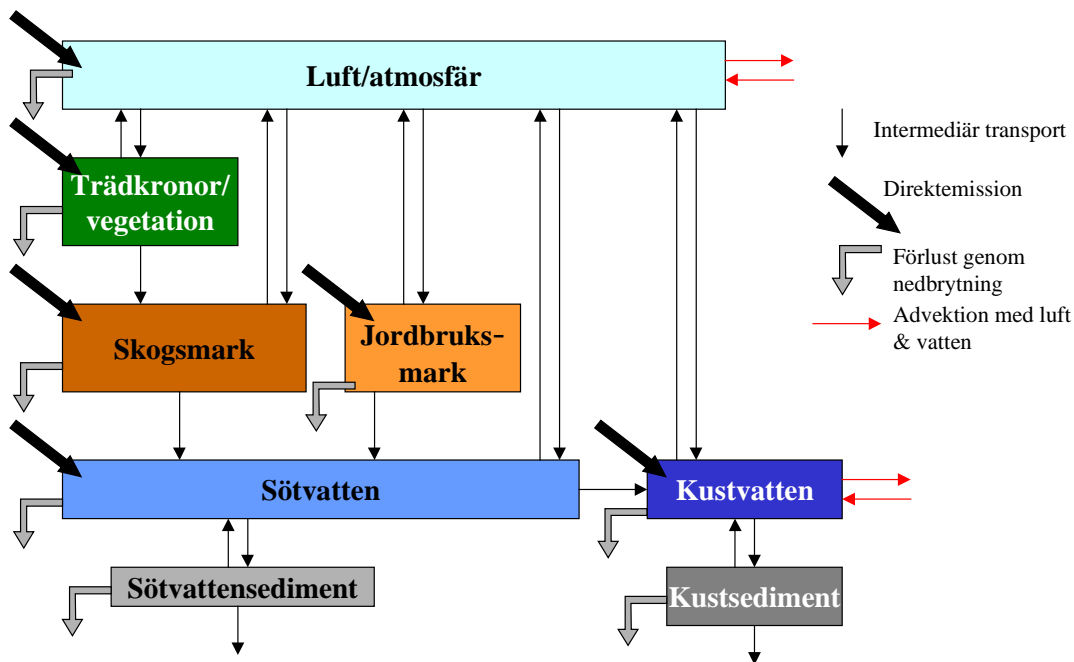 Luft/atmosfär
Trädkronor/
vegetation
Skogsmark
Jordbruks-
mark
Sötvatten
Kustvatten
Sötvattensediment
Kustsediment
Intermediär transport
Direktemission
Förlust genom
nedbrytning
Advektion med luft
& vatten